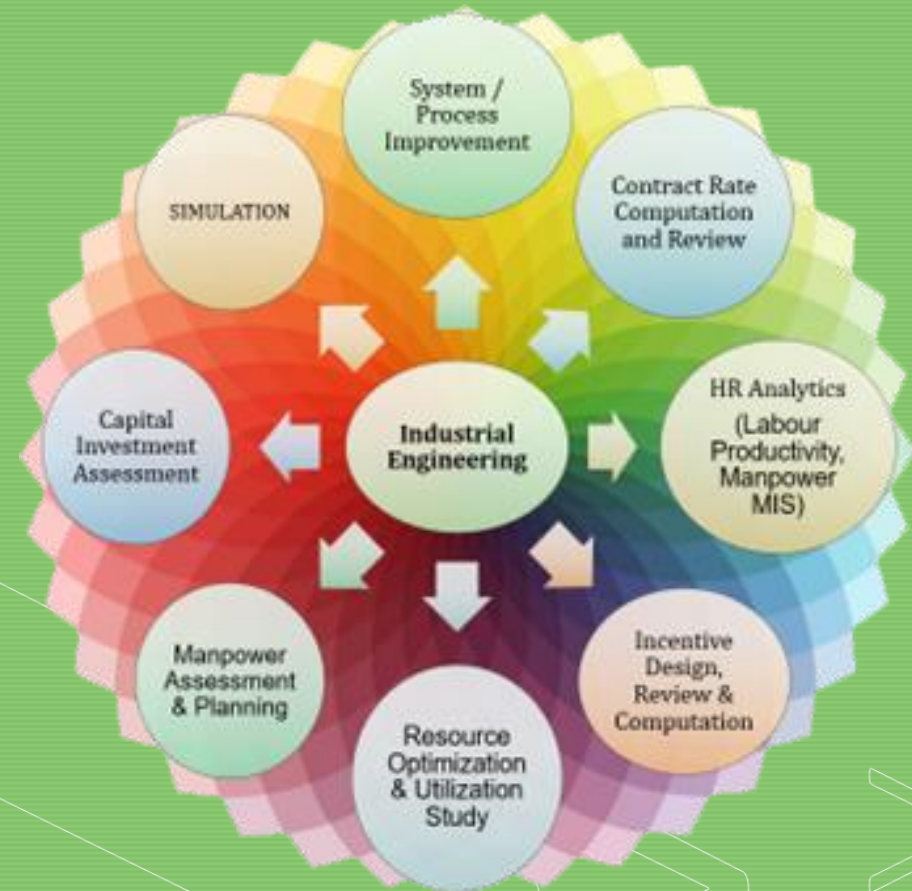 System /
Process
Improvement
Contract Rate
Computation
and Review
HR Analytics
(Labour
Productivity,
Manpower
MIS)
Incentive
Design,
Review &
Computation
Resource
Optimization
& Utilization
Study
Manpower
Assessment
& Planning
Capital
Investment
Assessment
SIMULATION
Industrial
Engineering